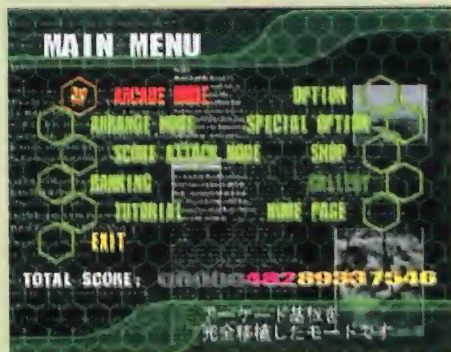 MAIN MENU
ARCADE MODE
OPTION
ARRANGE MODE
SPECIAL OPTION
SCORE ATTACK MODE
SHOP
RANKING
GALLERY
TUTORIAL
HOME PAGE
EXIT
TOTAL SCORE: 48289337546
アーケード基板を
完全移植したモードです